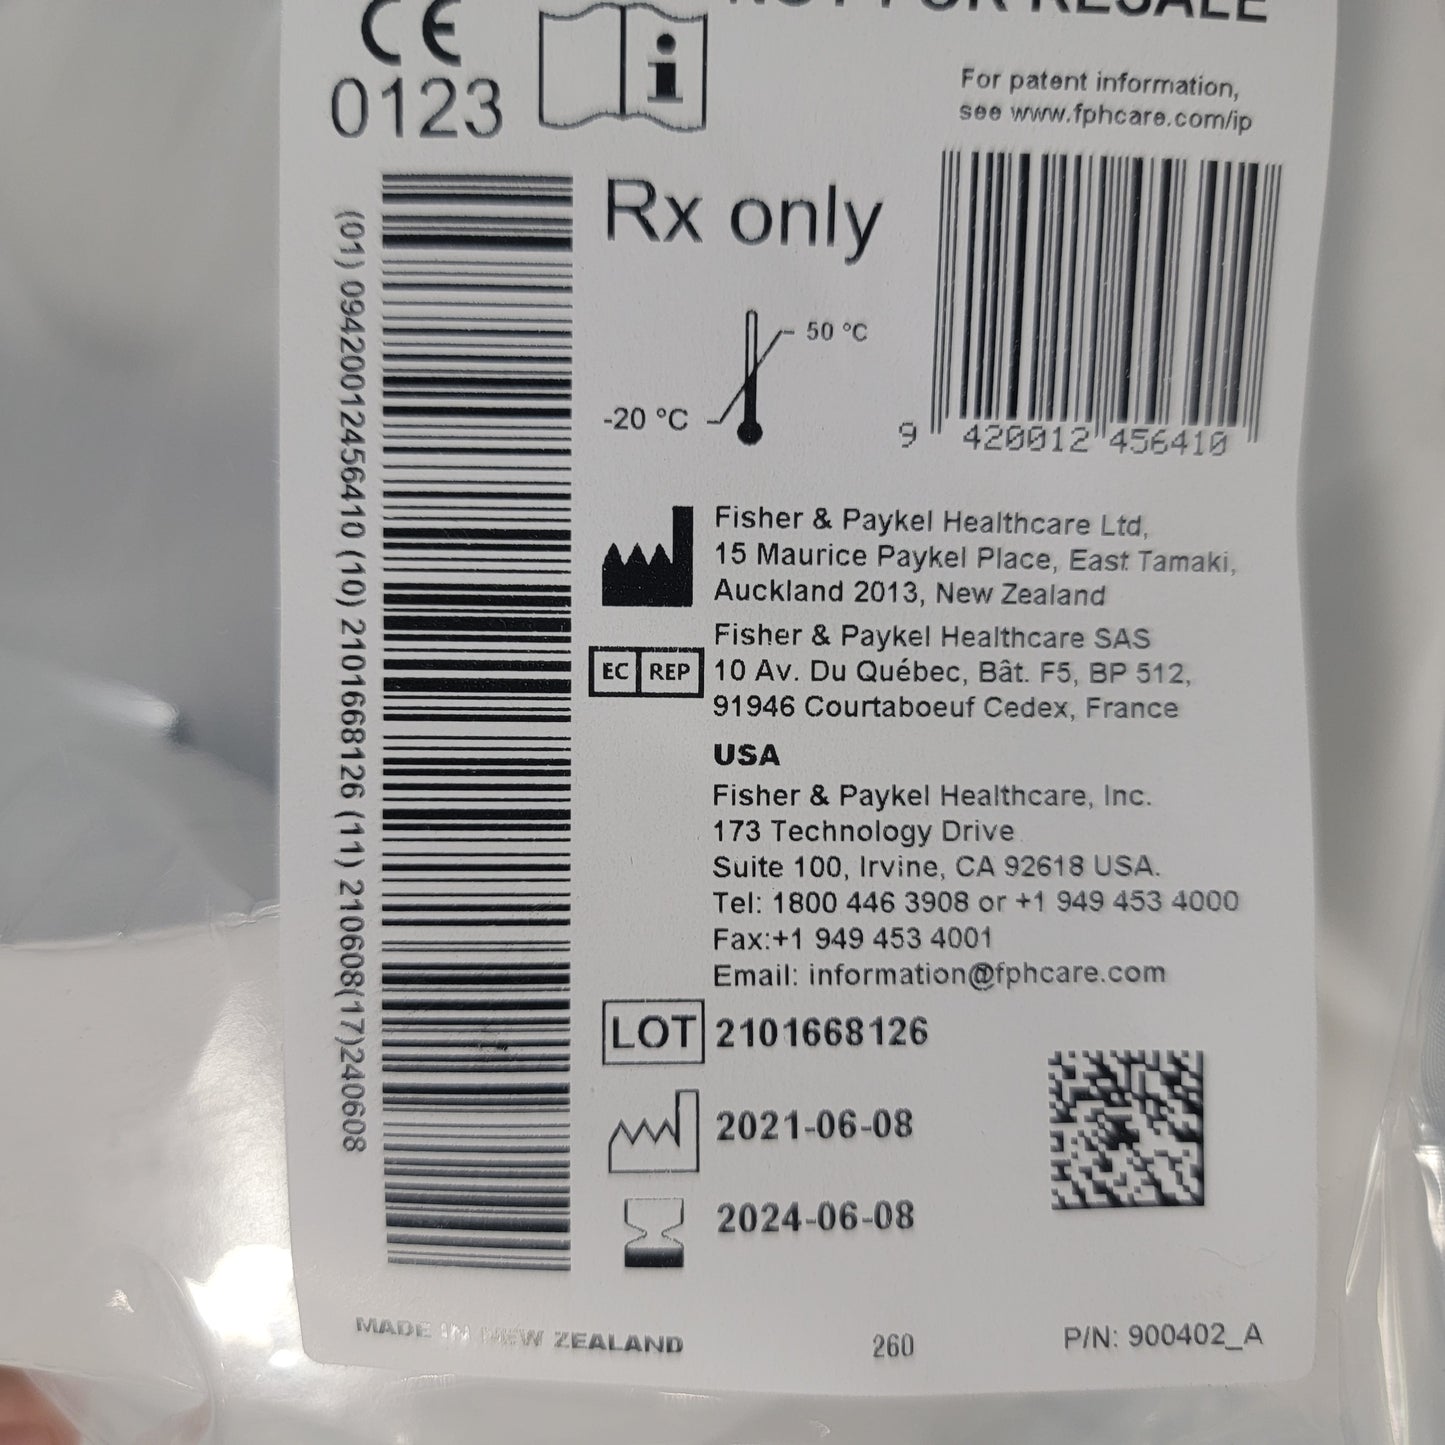 NOT FOR RESALE
CE
0123
i
For patent information,
see www.fphcare.com/ip
(01) 09420012456410 (10) 2101668126 (11) 210608(17)240608
Rx only
50 °C
-20 °C
9 420012 456410
Fisher & Paykel Healthcare Ltd,
15 Maurice Paykel Place, East Tamaki,
Auckland 2013, New Zealand
EC REP
Fisher & Paykel Healthcare SAS
10 Av. Du Québec, Bât. F5, BP 512,
91946 Courtaboeuf Cedex, France
USA
Fisher & Paykel Healthcare, Inc.
173 Technology Drive
Suite 100, Irvine, CA 92618 USA.
Tel: 1800 446 3908 or +1 949 453 4000
Fax:+1 949 453 4001
Email: information@fphcare.com
LOT 2101668126
2021-06-08
2024-06-08
MADE IN NEW ZEALAND
260
P/N: 900402_A